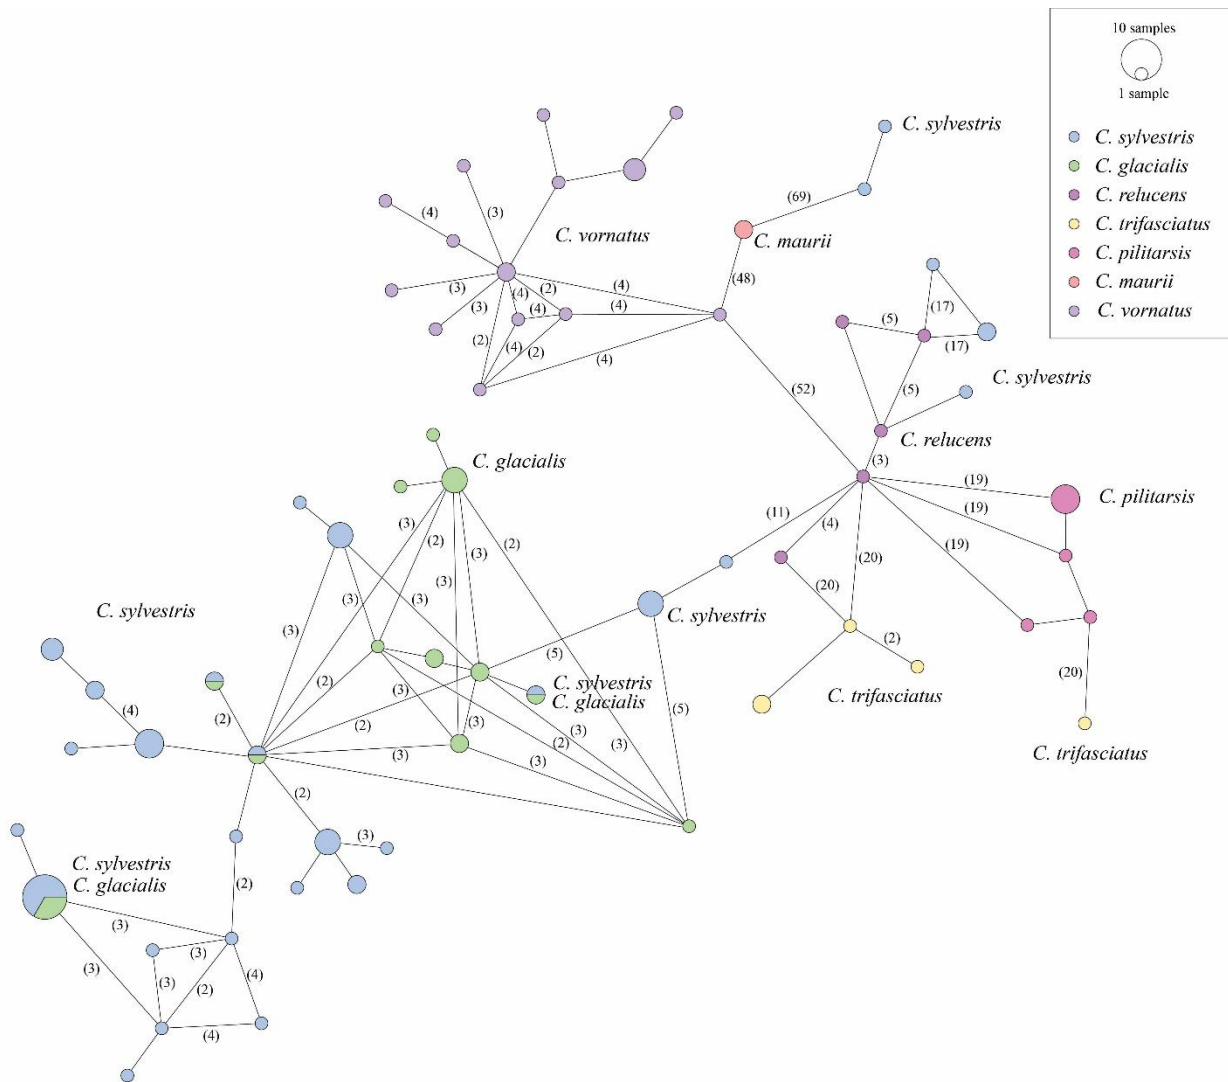 10 samples
1 sample
C. sylvestris
C. glacialis
C. relucens
C. trifasciatus
C. pilitarsis
C. maurii
C. vornatus
C. sylvestris
(69)
(4)
(3)
C. vornatus
C. maurii
(48)
(3)
(4)
(2)
(4)
(3)
(4)
(4)
(17)
(5)
(17)
(2)
(4)
(2)
(4)
(52)
(5)
C. sylvestris
C. relucens
C. glacialis
(3)
(19)
C. pilitarsis
(11)
(19)
(3)
(2)
(3)
(2)
(4)
(19)
(20)
(3)
(3)
(3)
(20)
C. sylvestris
C. sylvestris
(3)
(2)
(5)
(2)
(20)
(3)
C. sylvestris
C. glacialis
C. trifasciatus
(2)
(4)
(2)
(3)
(3)
(5)
(2)
(3)
(3)
(3)
C. trifasciatus
(2)
(3)
C. sylvestris
C. glacialis
(2)
(3)
(3)
(3)
(3)
(2)
(4)
(4)